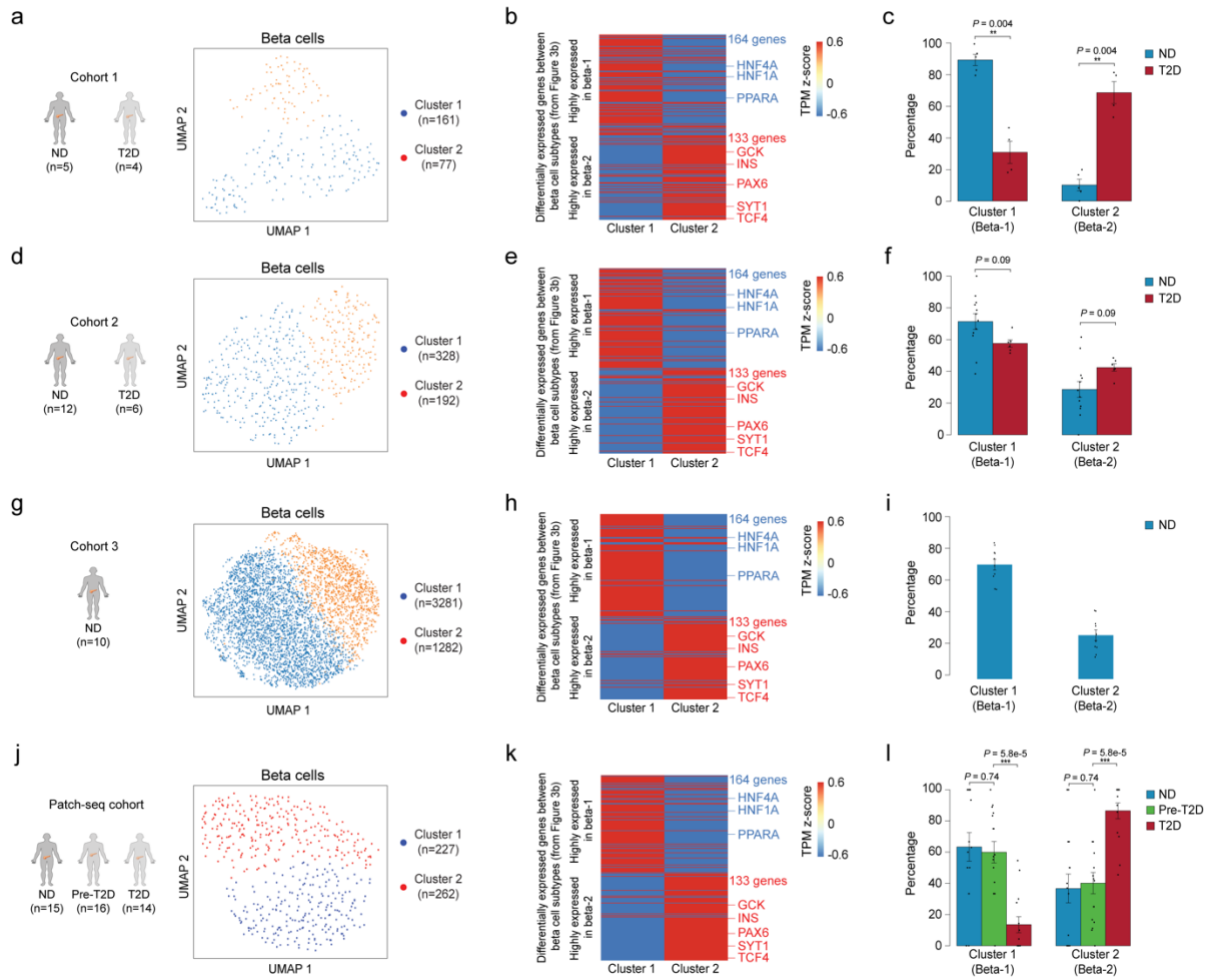 a
Cohort 1
ND
(n=5)
T2D
(n=4)
Beta cells
UMAP 2
UMAP 1
Cluster 1
(n=161)
Cluster 2
(n=77)
b
Differentially expressed genes between
beta cell subtypes (from Figure 3b)
Highly expressed
in beta-1
Highly expressed
in beta-2
164 genes
HNF4A
HNF1A
PPARA
133 genes
GCK
INS
PAX6
SYT1
TCF4
Cluster 1
Cluster 2
0.6
-0.6
TPM z-score
c
P = 0.004
**
P = 0.004
**
ND
T2D
Percentage
100
80
60
40
20
0
Cluster 1
(Beta-1)
Cluster 2
(Beta-2)
d
Cohort 2
ND
(n=12)
T2D
(n=6)
Beta cells
UMAP 2
UMAP 1
Cluster 1
(n=328)
Cluster 2
(n=192)
e
Differentially expressed genes between
beta cell subtypes (from Figure 3b)
Highly expressed
in beta-1
Highly expressed
in beta-2
164 genes
HNF4A
HNF1A
PPARA
133 genes
GCK
INS
PAX6
SYT1
TCF4
Cluster 1
Cluster 2
0.6
-0.6
TPM z-score
f
P = 0.09
P = 0.09
ND
T2D
Percentage
100
80
60
40
20
0
Cluster 1
(Beta-1)
Cluster 2
(Beta-2)
g
Cohort 3
ND
(n=10)
Beta cells
UMAP 2
UMAP 1
Cluster 1
(n=3281)
Cluster 2
(n=1282)
h
Differentially expressed genes between
beta cell subtypes (from Figure 3b)
Highly expressed
in beta-1
Highly expressed
in beta-2
164 genes
HNF4A
HNF1A
PPARA
133 genes
GCK
INS
PAX6
SYT1
TCF4
Cluster 1
Cluster 2
0.6
-0.6
TPM z-score
i
ND
Percentage
100
80
60
40
20
0
Cluster 1
(Beta-1)
Cluster 2
(Beta-2)
j
Patch-seq cohort
ND
(n=15)
Pre-T2D
(n=16)
T2D
(n=14)
Beta cells
UMAP 2
UMAP 1
Cluster 1
(n=227)
Cluster 2
(n=262)
k
Differentially expressed genes between
beta cell subtypes (from Figure 3b)
Highly expressed
in beta-1
Highly expressed
in beta-2
164 genes
HNF4A
HNF1A
PPARA
133 genes
GCK
INS
PAX6
SYT1
TCF4
Cluster 1
Cluster 2
0.6
-0.6
TPM z-score
l
P = 5.8e-5
***
P = 0.74
P = 5.8e-5
***
P = 0.74
ND
Pre-T2D
T2D
Percentage
100
80
60
40
20
0
Cluster 1
(Beta-1)
Cluster 2
(Beta-2)